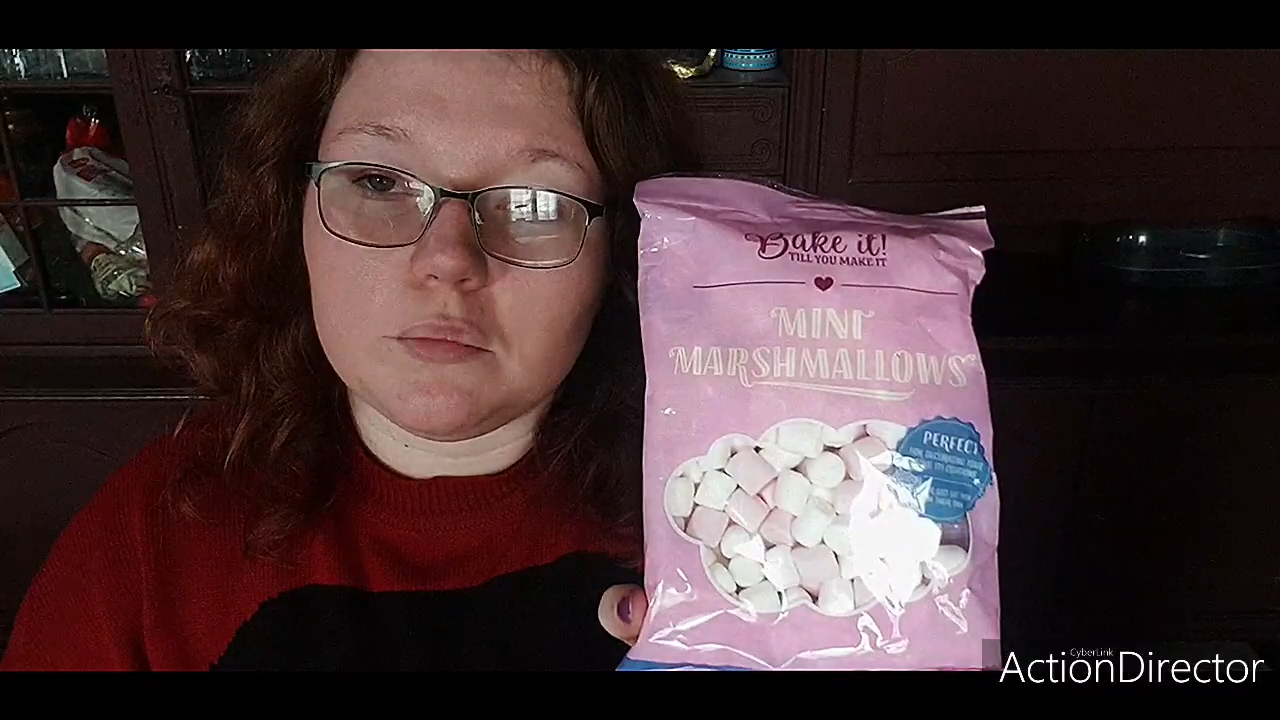 Bake it!
TILL YOU MAKE IT
MINI
MARSHMALLOWS
PERFECT
CyberLink
ActionDirector